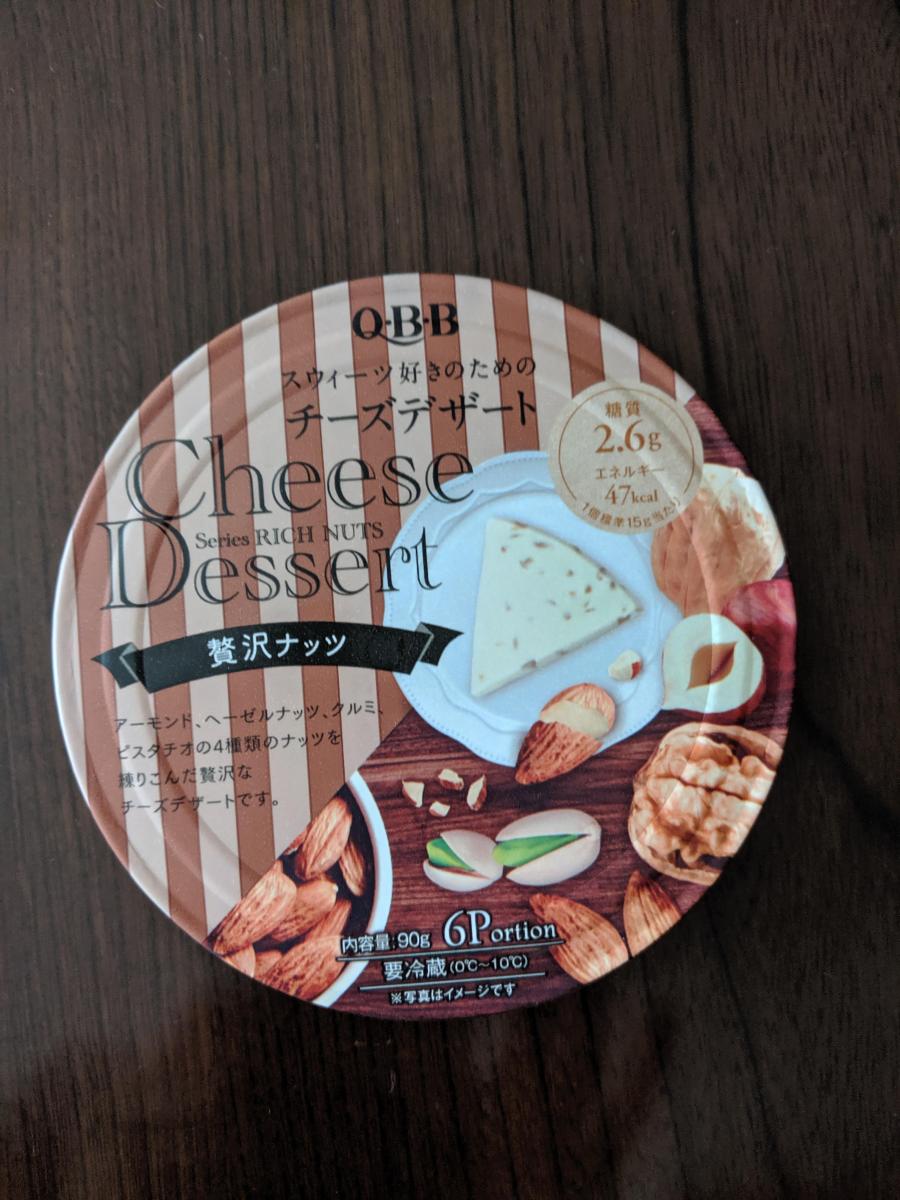 Q・B・B
スウィーツ好きのための
チーズデザート
Cheese
Series RICH NUTS
Dessert
贅沢ナッツ
アーモンド、ヘーゼルナッツ、クルミ、
ピスタチオの4種類のナッツを
練りこんだ贅沢な
チーズデザートです。
糖質
2.6g
エネルギー
47kcal
1個標準15g当たり
内容量:90g 6Portion
要冷蔵(0℃~10℃)
※写真はイメージです